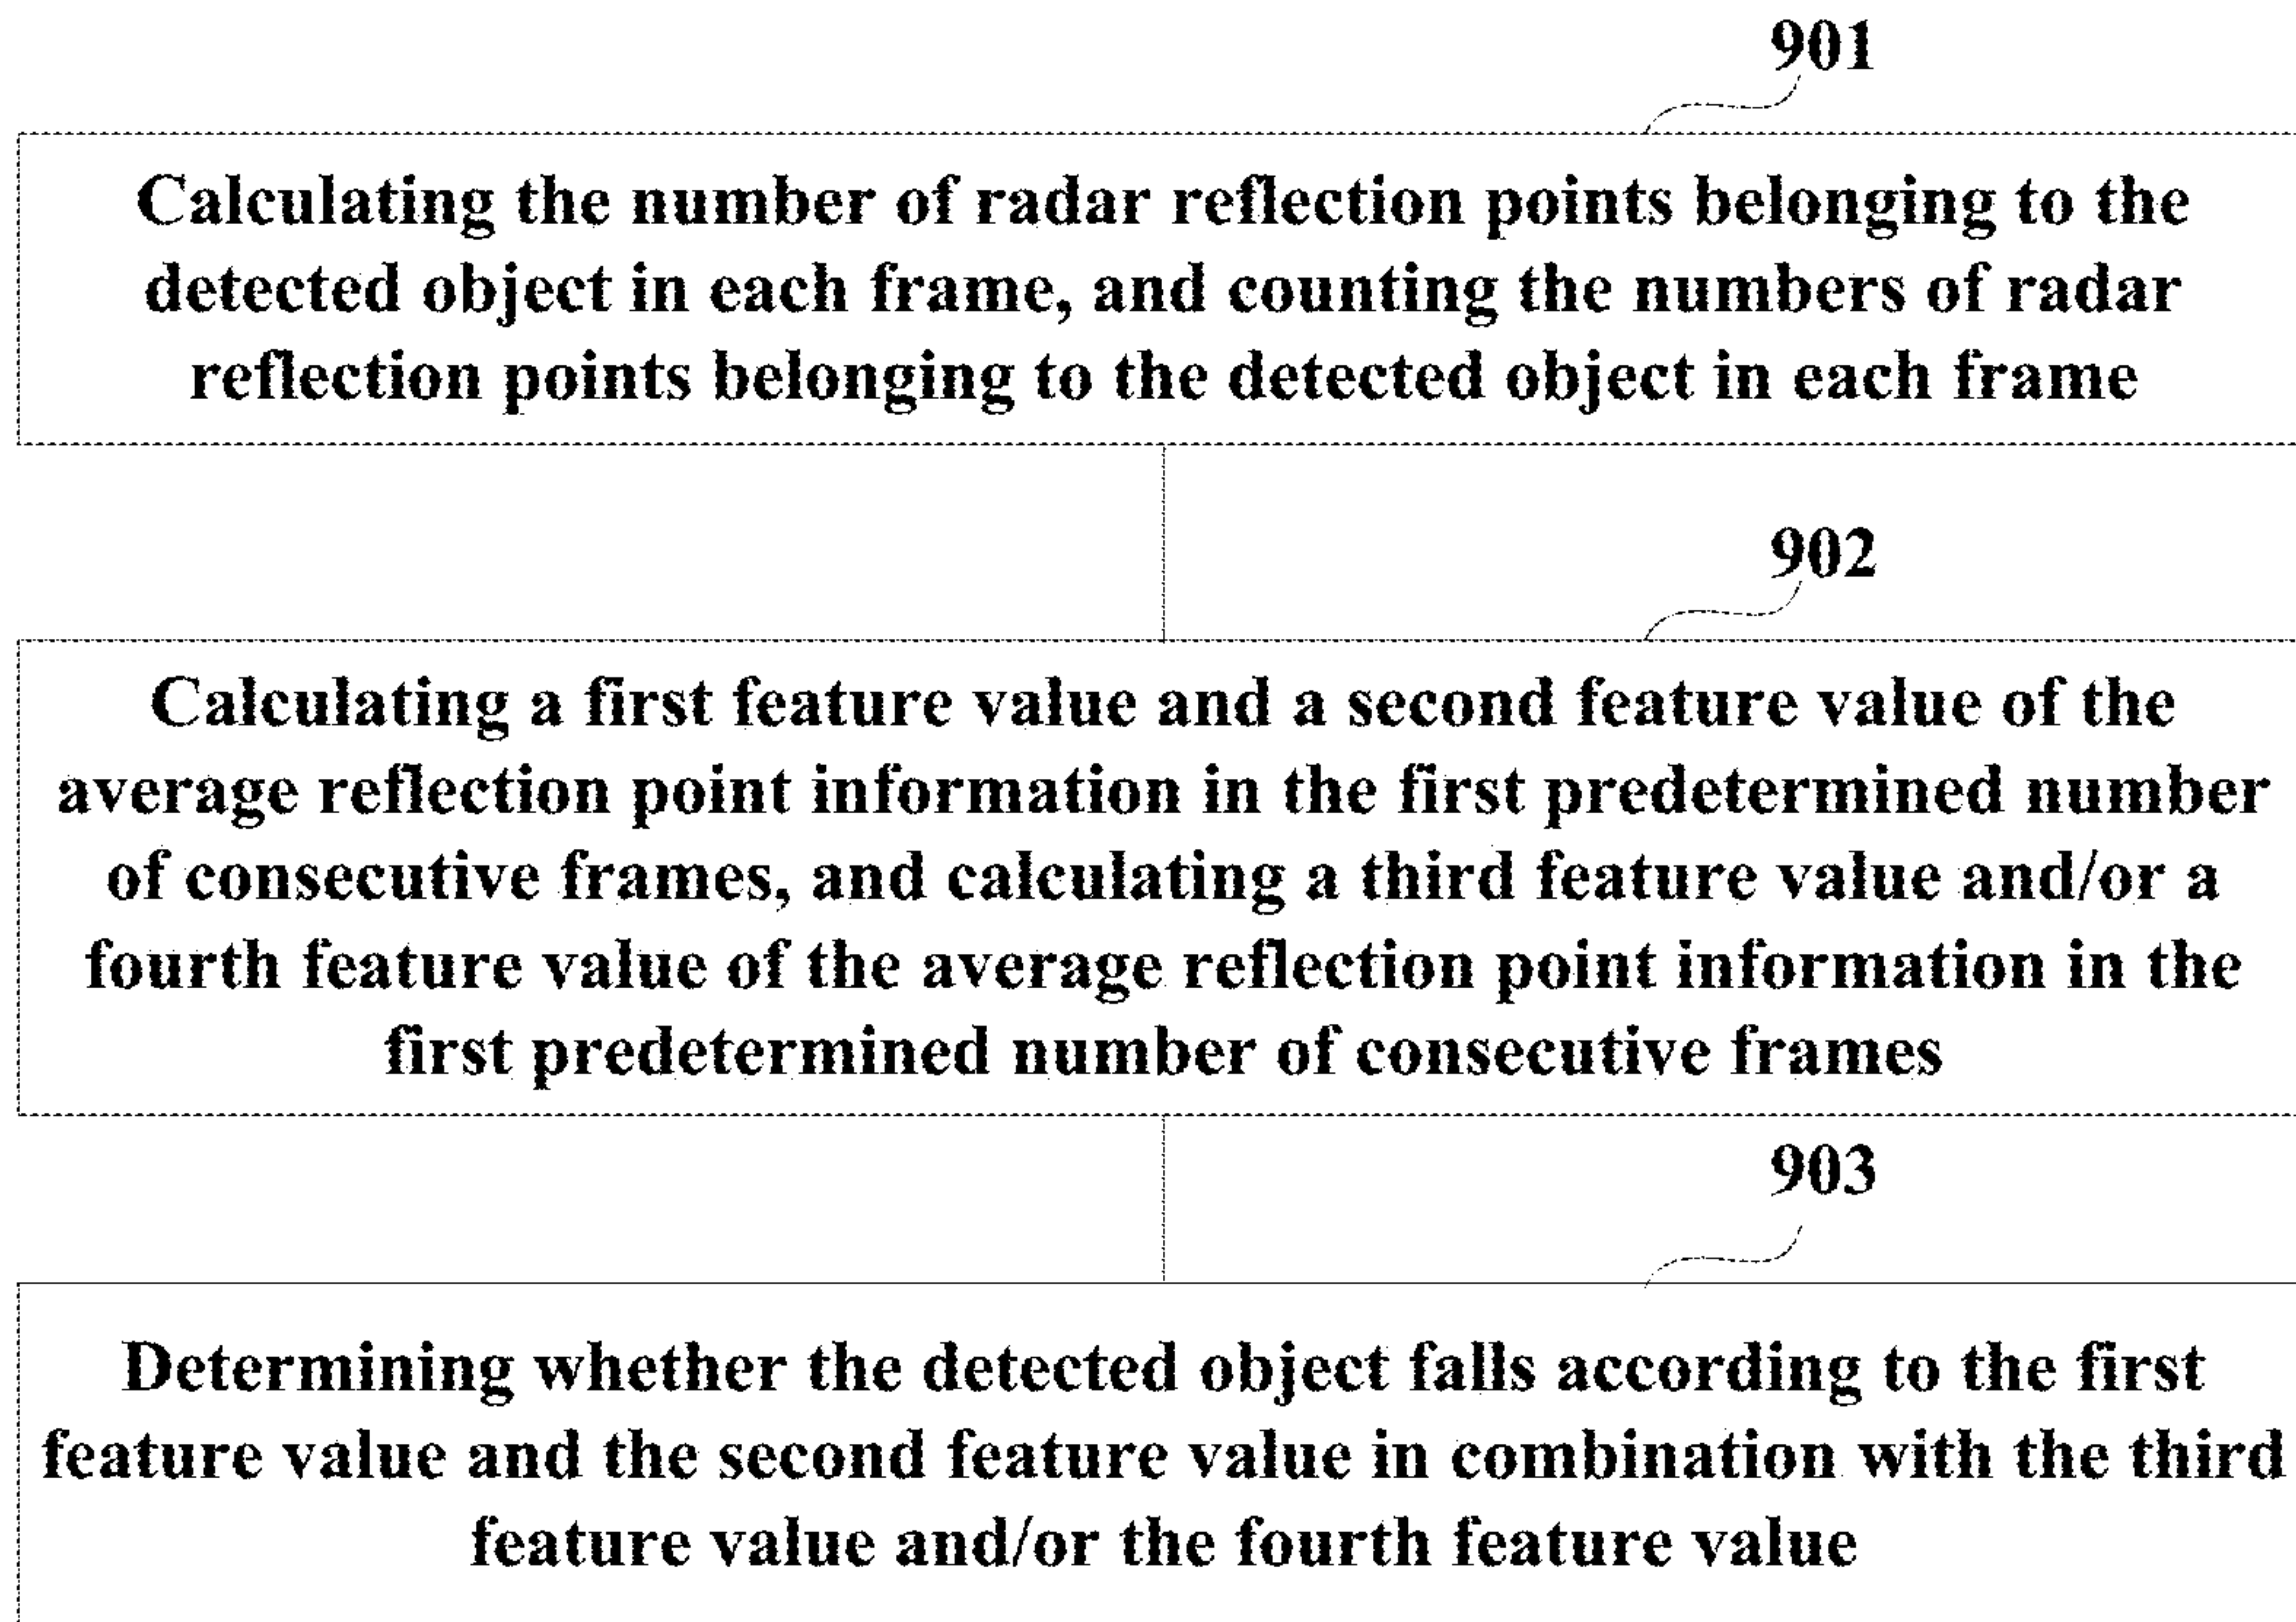 901
Calculating the number of radar reflection points belonging to the
detected object in each frame, and counting the numbers of radar
reflection points belonging to the detected object in each frame
902
Calculating a first feature value and a second feature value of the
average reflection point information in the first predetermined number
of consecutive frames, and calculating a third feature value and/or a
fourth feature value of the average reflection point information in the
first predetermined number of consecutive frames
903
Determining whether the detected object falls according to the first
feature value and the second feature value in combination with the third
feature value and/or the fourth feature value